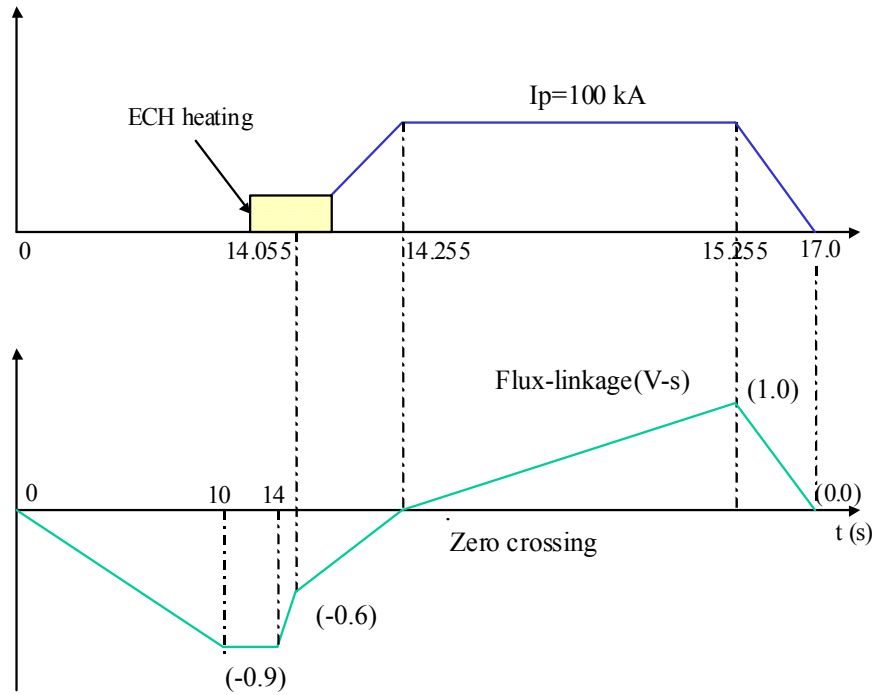 Ip=100 kA
ECH heating
0
14.055
14.255
15.255
17.0
Flux-linkage(V-s)
(1.0)
0
10
14
(0.0)
t (s)
Zero crossing
(-0.6)
(-0.9)